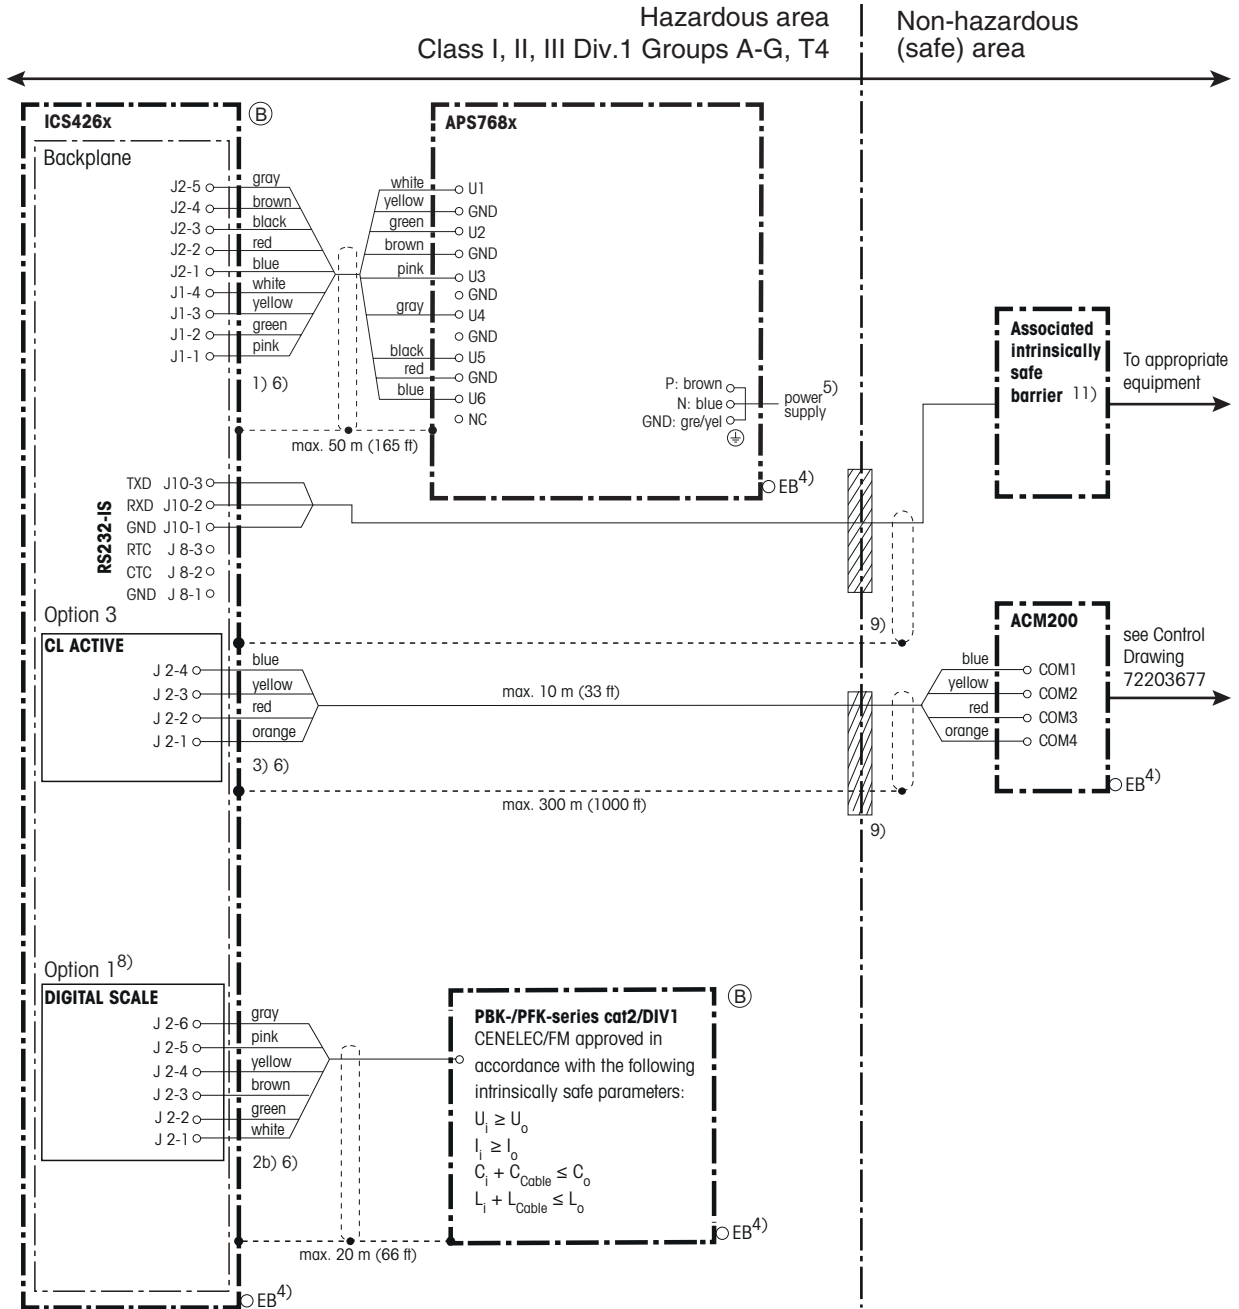 Hazardous area
Class I, II, III Div.1 Groups A-G, T4
Non-hazardous
(safe) area
ICS426x
B
Backplane
J2-5 gray
J2-4 brown
J2-3 black
J2-2 red
J2-1 blue
J1-4 white
J1-3 yellow
J1-2 green
J1-1 pink
1) 6)
max. 50 m (165 ft)
APS768x
white U1
yellow GND
green U2
brown GND
pink U3
GND
gray U4
GND
black U5
red GND
blue U6
NC
P: brown
N: blue
GND: gre/yel
power 5)
supply
EB 4)
Associated
intrinsically
safe
barrier 11)
To appropriate
equipment
RS232-IS
TXD J10-3
RXD J10-2
GND J10-1
RTC J 8-3
CTC J 8-2
GND J 8-1
9)
Option 3
CL ACTIVE
J 2-4 blue
J 2-3 yellow
J 2-2 red
J 2-1 orange
3) 6)
max. 10 m (33 ft)
max. 300 m (1000 ft)
9)
ACM200
blue COM1
yellow COM2
red COM3
orange COM4
see Control
Drawing
72203677
EB 4)
Option 1 8)
DIGITAL SCALE
J 2-6 gray
J 2-5 pink
J 2-4 yellow
J 2-3 brown
J 2-2 green
J 2-1 white
2b) 6)
max. 20 m (66 ft)
B
PBK-/PFK-series cat2/DIV1
CENELEC/FM approved in
accordance with the following
intrinsically safe parameters:
Ui ≥ Uo
Ii ≥ Io
Ci + CCable ≤ Co
Li + LCable ≤ Lo
EB 4)
EB 4)